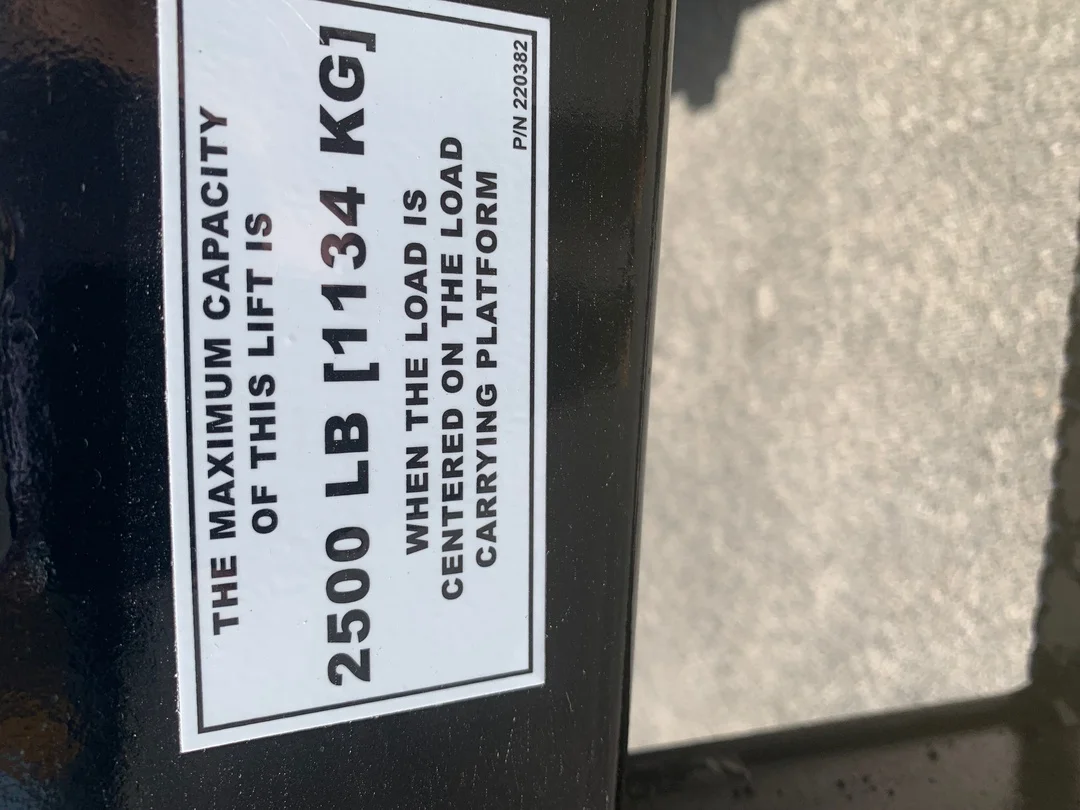 THE MAXIMUM CAPACITY
OF THIS LIFT IS
2500 LB [1134 KG]
WHEN THE LOAD IS
CENTERED ON THE LOAD
CARRYING PLATFORM
P/N 220382